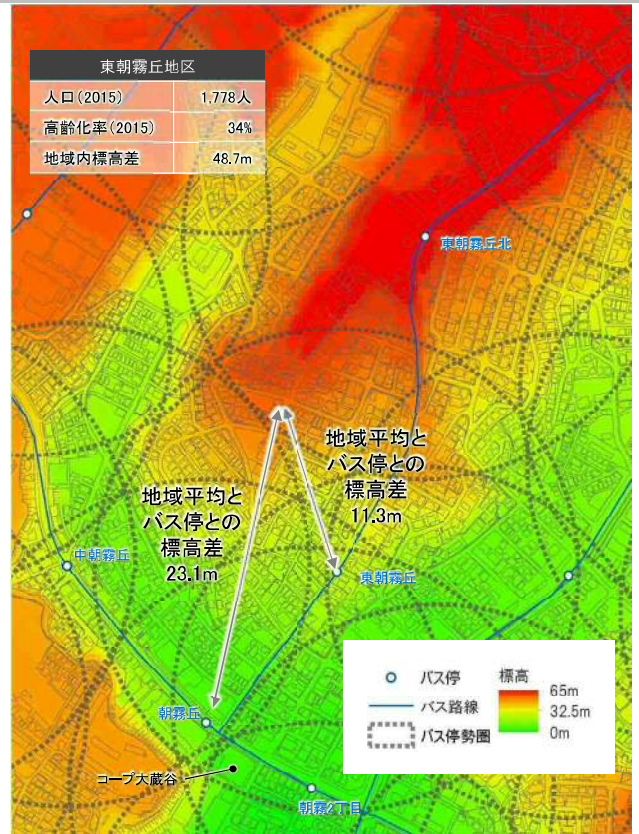 東朝霧丘地区
人口(2015) 1,778人
高齢化率(2015) 34%
地域内標高差 48.7m
東朝霧丘北
地域平均と
バス停との
標高差
11.3m
地域平均と
バス停との
標高差
23.1m
中朝霧丘
東朝霧丘
朝霧丘
コープ大蔵谷
朝霧2丁目
バス停
バス路線
バス停勢圏
標高
65m
32.5m
0m